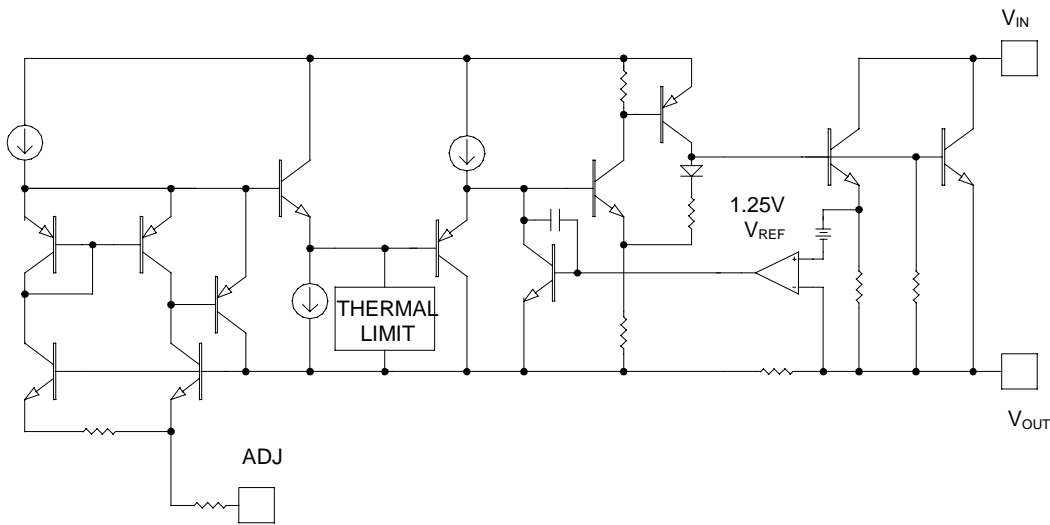 V_IN
1.25V
V_REF
+
-
THERMAL
LIMIT
V_OUT
ADJ